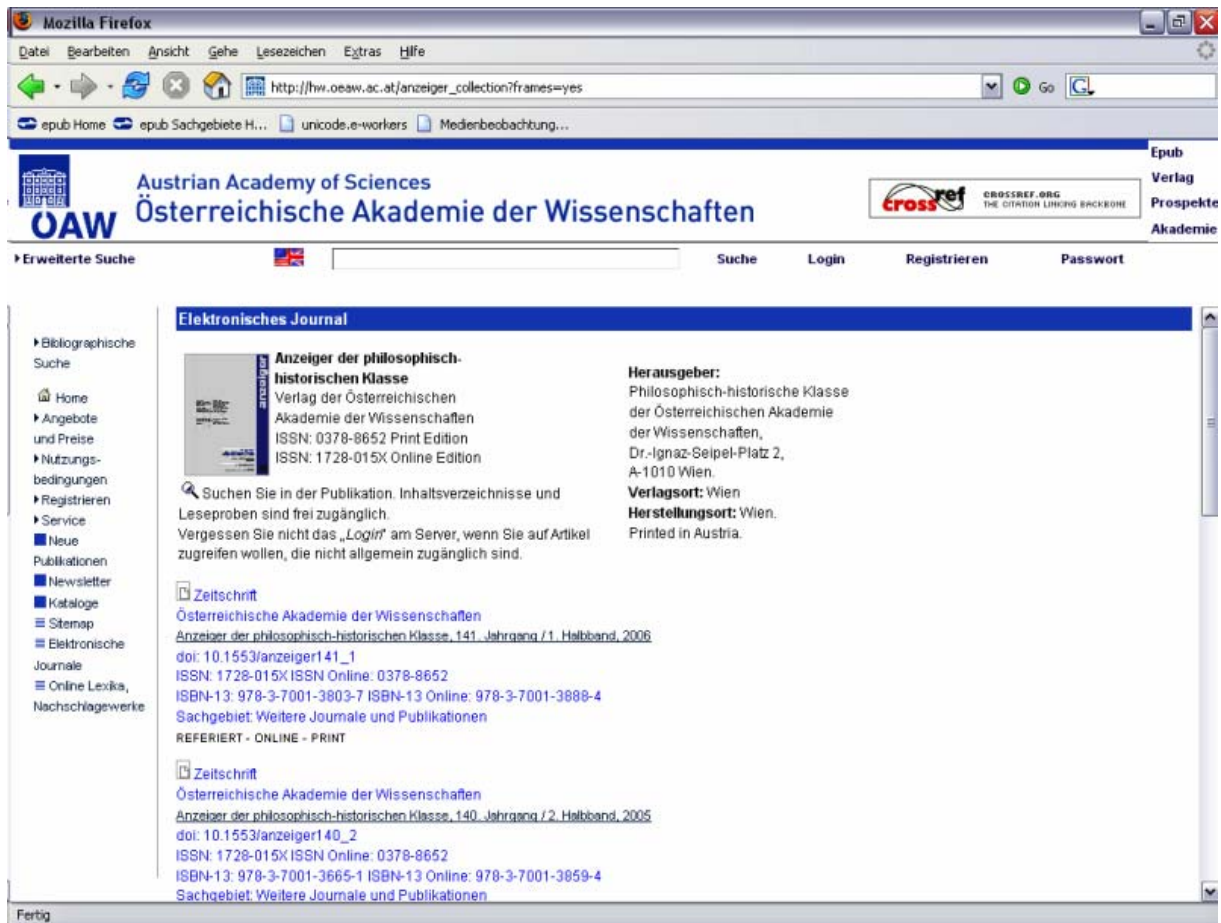 Mozilla Firefox
Datei Bearbeiten Ansicht Gehe Lesezeichen Extras Hilfe
http://hw.oeaw.ac.at/anzeiger_collection?frames=yes
Go
G
epub Home epub Sachgebiete H... unicode.e-workers Medienbeobachtung...
Austrian Academy of Sciences
Österreichische Akademie der Wissenschaften
ÖAW
crossref
CROSSREF.ORG
THE CITATION LINKING BACKBONE
Epub
Verlag
Prospekte
Akademie
Erweiterte Suche
Suche Login Registrieren Passwort
Bibliographische
Suche
Home
Angebote
und Preise
Nutzungs-
bedingungen
Registrieren
Service
Neue
Publikationen
Newsletter
Kataloge
Sitemap
Elektronische
Journale
Online Lexika,
Nachschlagewerke
Elektronisches Journal
anzeiger
Anzeiger der philosophisch-
historischen Klasse
Verlag der Österreichischen
Akademie der Wissenschaften
ISSN: 0378-8652 Print Edition
ISSN: 1728-015X Online Edition
Suchen Sie in der Publikation. Inhaltsverzeichnisse und
Leseproben sind frei zugänglich.
Vergessen Sie nicht das „Login“ am Server, wenn Sie auf Artikel
zugreifen wollen, die nicht allgemein zugänglich sind.
Herausgeber:
Philosophisch-historische Klasse
der Österreichischen Akademie
der Wissenschaften,
Dr.-Ignaz-Seipel-Platz 2,
A-1010 Wien.
Verlagsort: Wien
Herstellungsort: Wien.
Printed in Austria.
Zeitschrift
Österreichische Akademie der Wissenschaften
Anzeiger der philosophisch-historischen Klasse, 141. Jahrgang / 1. Halbband, 2006
doi: 10.1553/anzeiger141_1
ISSN: 1728-015X ISSN Online: 0378-8652
ISBN-13: 978-3-7001-3803-7 ISBN-13 Online: 978-3-7001-3888-4
Sachgebiet: Weitere Journale und Publikationen
REFERIERT - ONLINE - PRINT
Zeitschrift
Österreichische Akademie der Wissenschaften
Anzeiger der philosophisch-historischen Klasse, 140. Jahrgang / 2. Halbband, 2005
doi: 10.1553/anzeiger140_2
ISSN: 1728-015X ISSN Online: 0378-8652
ISBN-13: 978-3-7001-3665-1 ISBN-13 Online: 978-3-7001-3859-4
Sachgebiet: Weitere Journale und Publikationen
Fertig